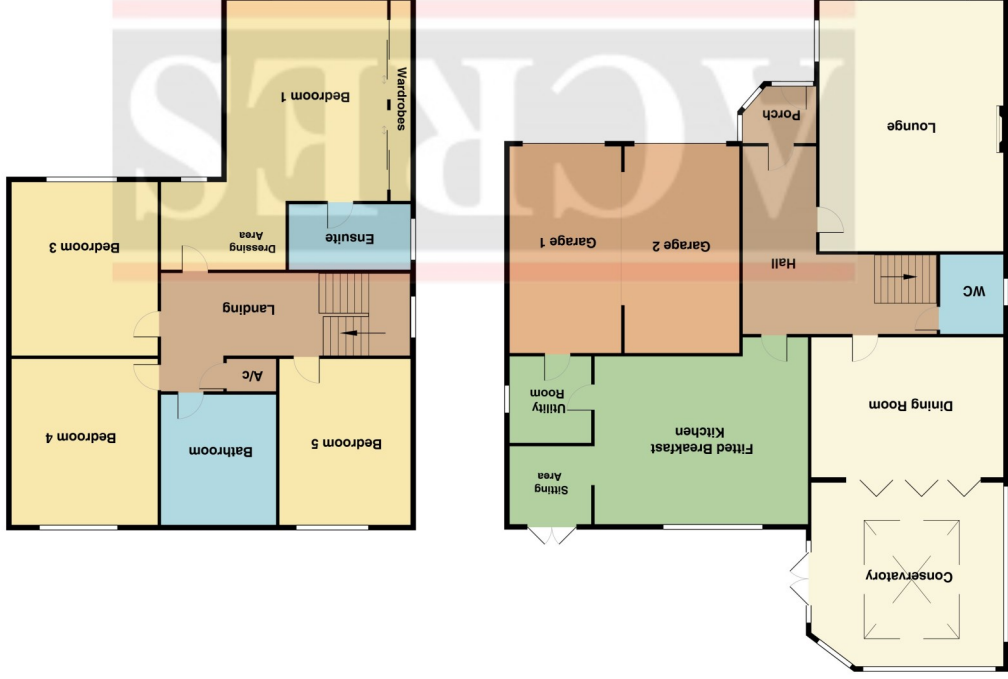 Conservatory
Dining Room
Fitted Breakfast
Kitchen
Sitting
Area
Utility
Room
WC
Hall
Garage 2
Garage 1
Lounge
Porch
Bedroom 5
Bathroom
Bedroom 4
A/c
Landing
Bedroom 3
Ensuite
Dressing
Area
Wardrobes
Bedroom 1
ACRES